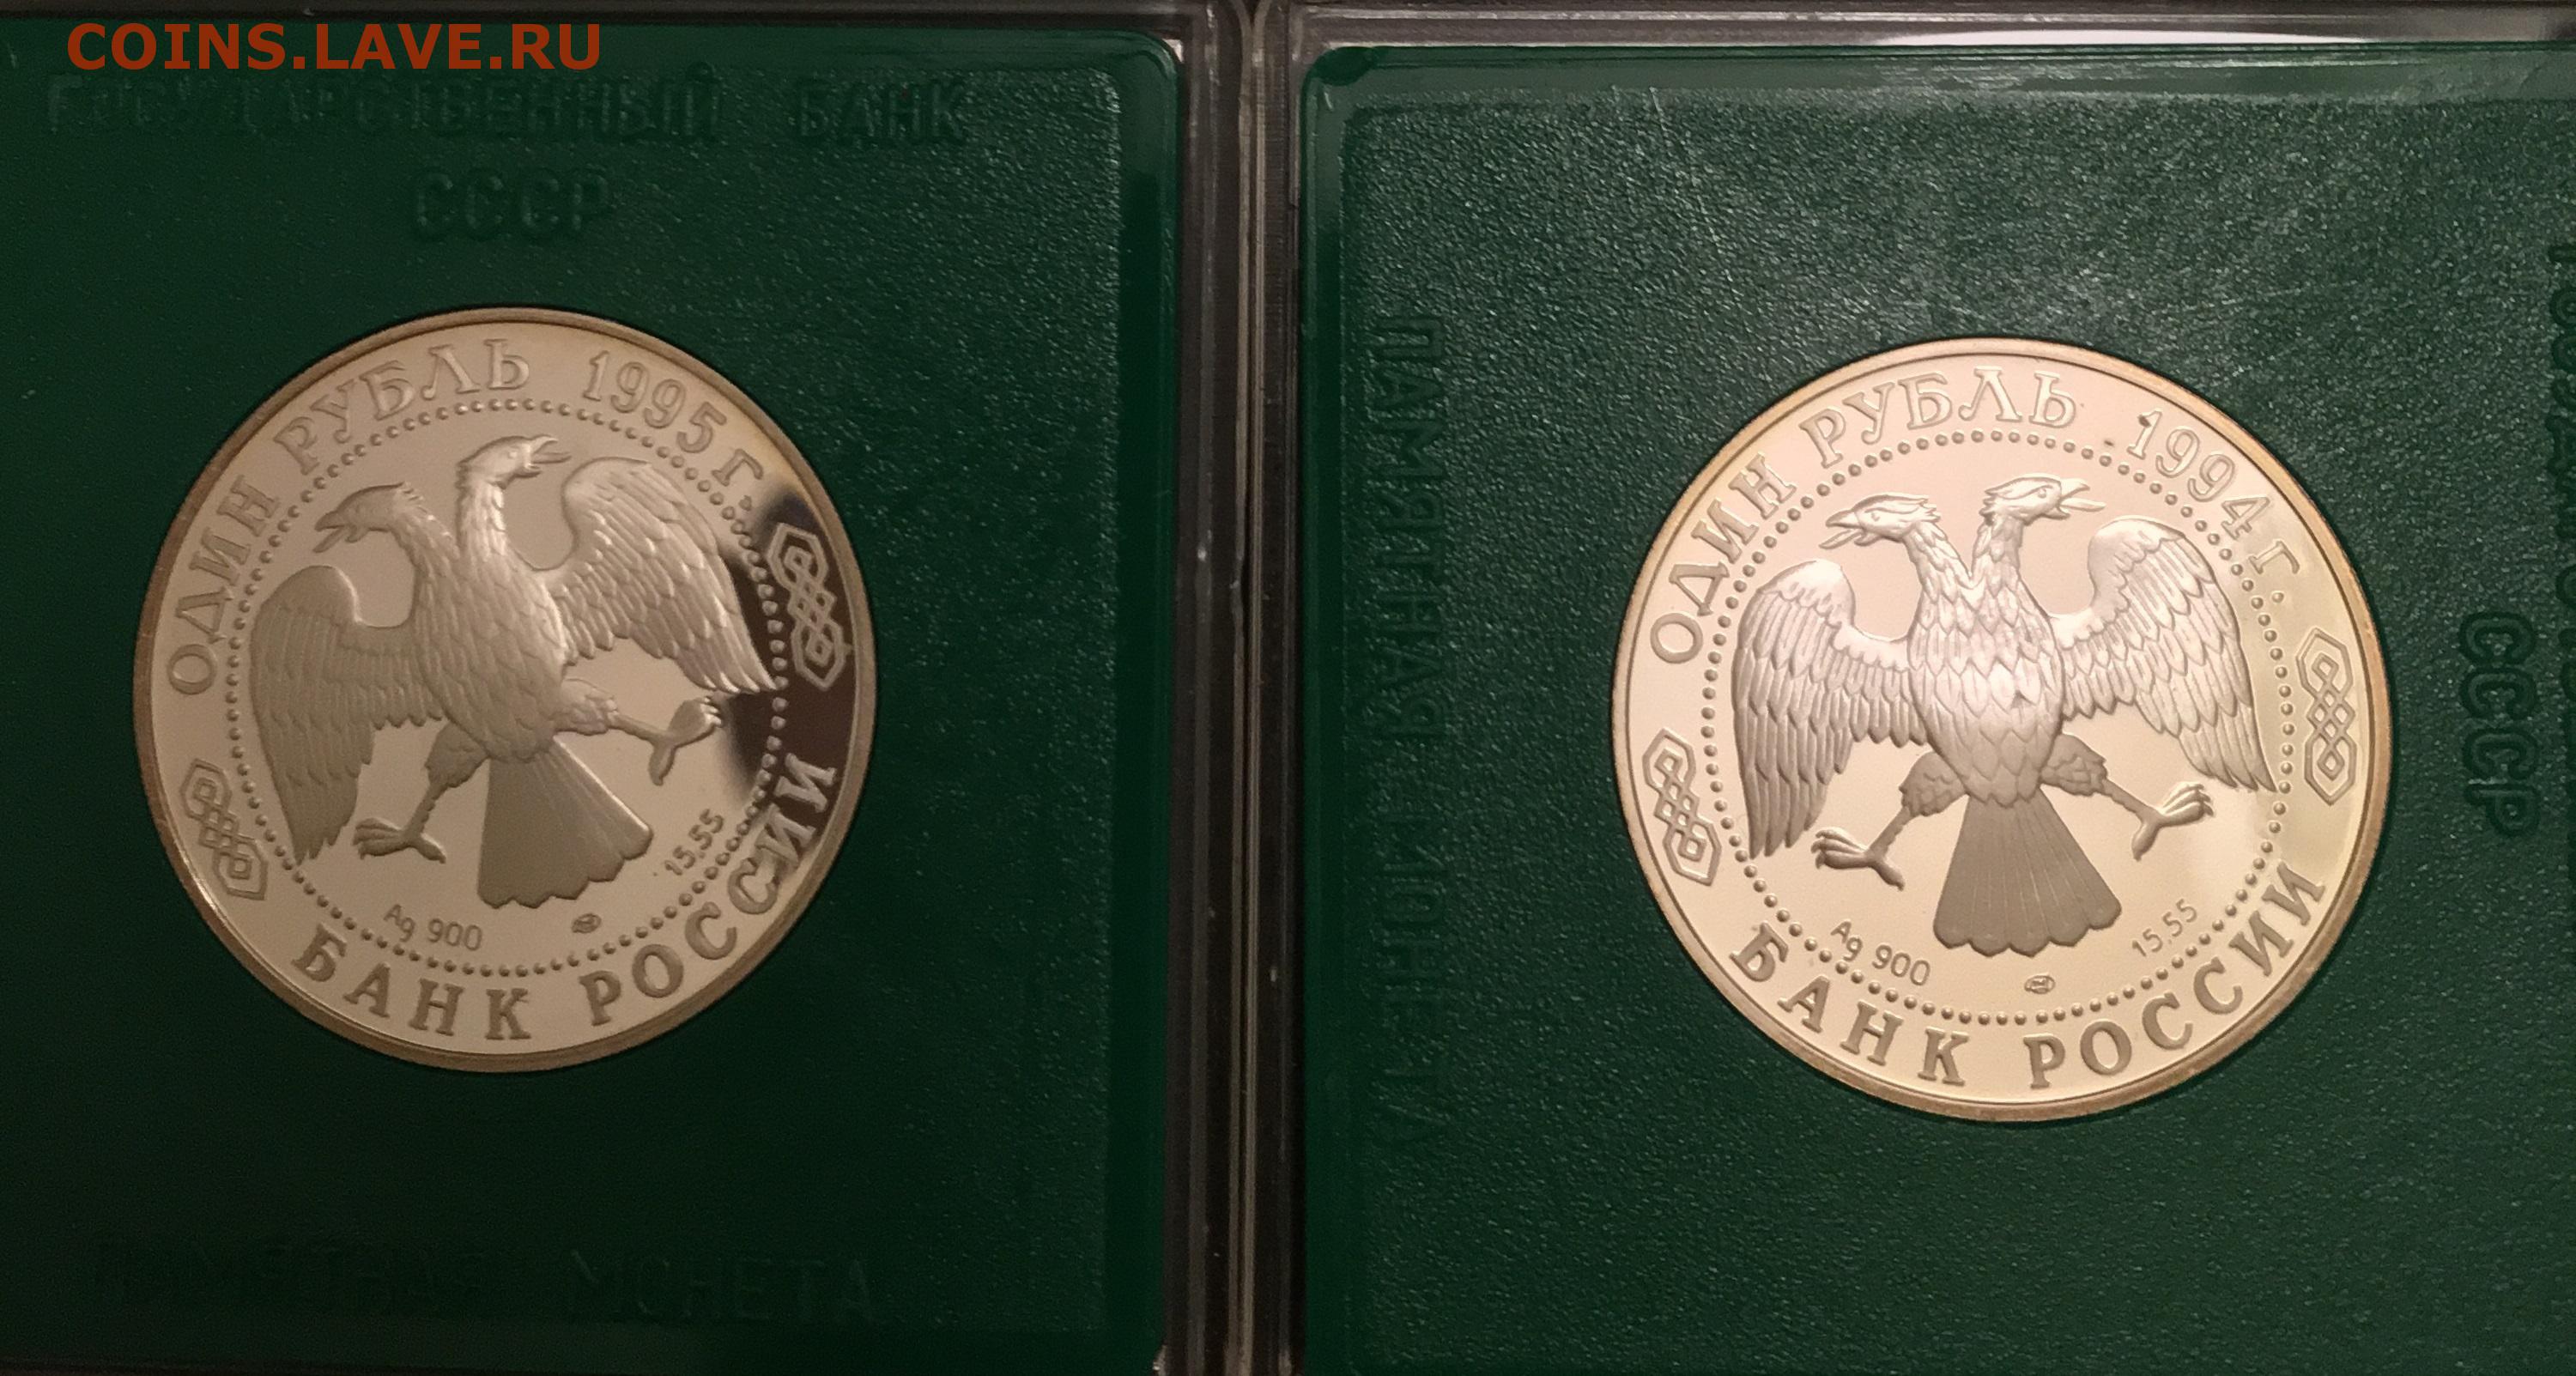 COINS.LAVE.RU
ГОСУДАРСТВЕННЫЙ БАНК
СССР
ОДИН РУБЛЬ 1995 г.
Ag 900
15,55
БАНК РОССИИ
МОНЕТА
ПАМЯТНАЯ МОНЕТА
ОДИН РУБЛЬ 1994 г.
Ag 900
15,55
БАНК РОССИИ
СССР